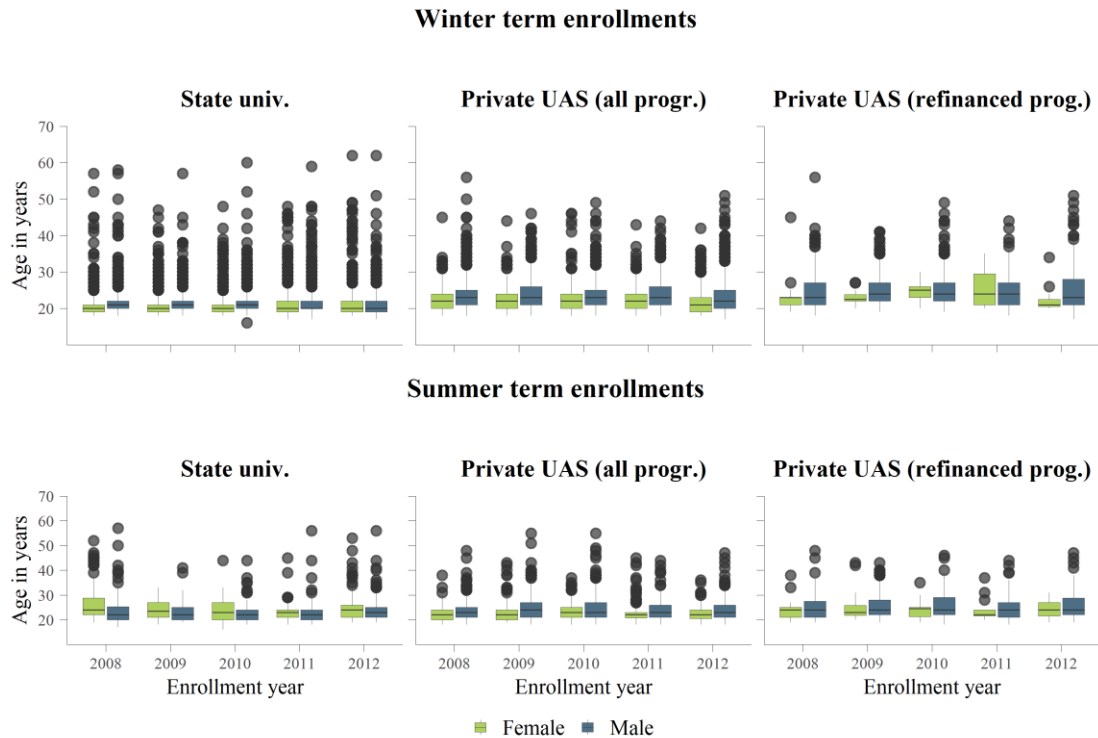 Winter term enrollments
State univ.
Private UAS (all progr.)
Private UAS (refinanced prog.)
Age in years
70
60
50
40
30
20
Summer term enrollments
State univ.
Private UAS (all progr.)
Private UAS (refinanced prog.)
Age in years
70
60
50
40
30
20
2008 2009 2010 2011 2012
2008 2009 2010 2011 2012
2008 2009 2010 2011 2012
Enrollment year
Enrollment year
Enrollment year
Female Male